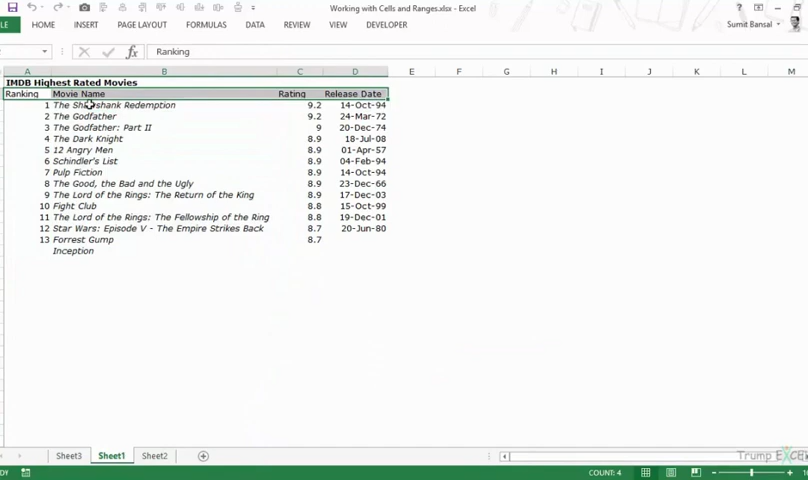 Working with Cells and Ranges.xlsx - Excel
HOME INSERT PAGE LAYOUT FORMULAS DATA REVIEW VIEW DEVELOPER Sumit Bansal
fx Ranking
A B C D E F G H I J K L M
IMDB Highest Rated Movies
Ranking Movie Name Rating Release Date
1 The Shawshank Redemption 9.2 14-Oct-94
2 The Godfather 9.2 24-Mar-72
3 The Godfather: Part II 9 20-Dec-74
4 The Dark Knight 8.9 18-Jul-08
5 12 Angry Men 8.9 01-Apr-57
6 Schindler's List 8.9 04-Feb-94
7 Pulp Fiction 8.9 14-Oct-94
8 The Good, the Bad and the Ugly 8.9 23-Dec-66
9 The Lord of the Rings: The Return of the King 8.9 17-Dec-03
10 Fight Club 8.8 15-Oct-99
11 The Lord of the Rings: The Fellowship of the Ring 8.8 19-Dec-01
12 Star Wars: Episode V - The Empire Strikes Back 8.7 20-Jun-80
13 Forrest Gump 8.7
Inception
Sheet3 Sheet1 Sheet2
Trump EXCEL
COUNT: 4